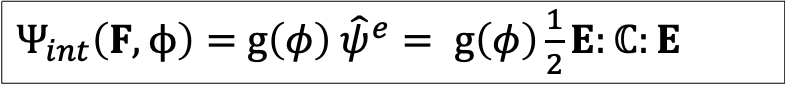 Ψ_int(𝐅,ϕ) = g(𝜙) ψ̂^e = g(𝜙) 1/2 𝐄:ℂ:𝐄